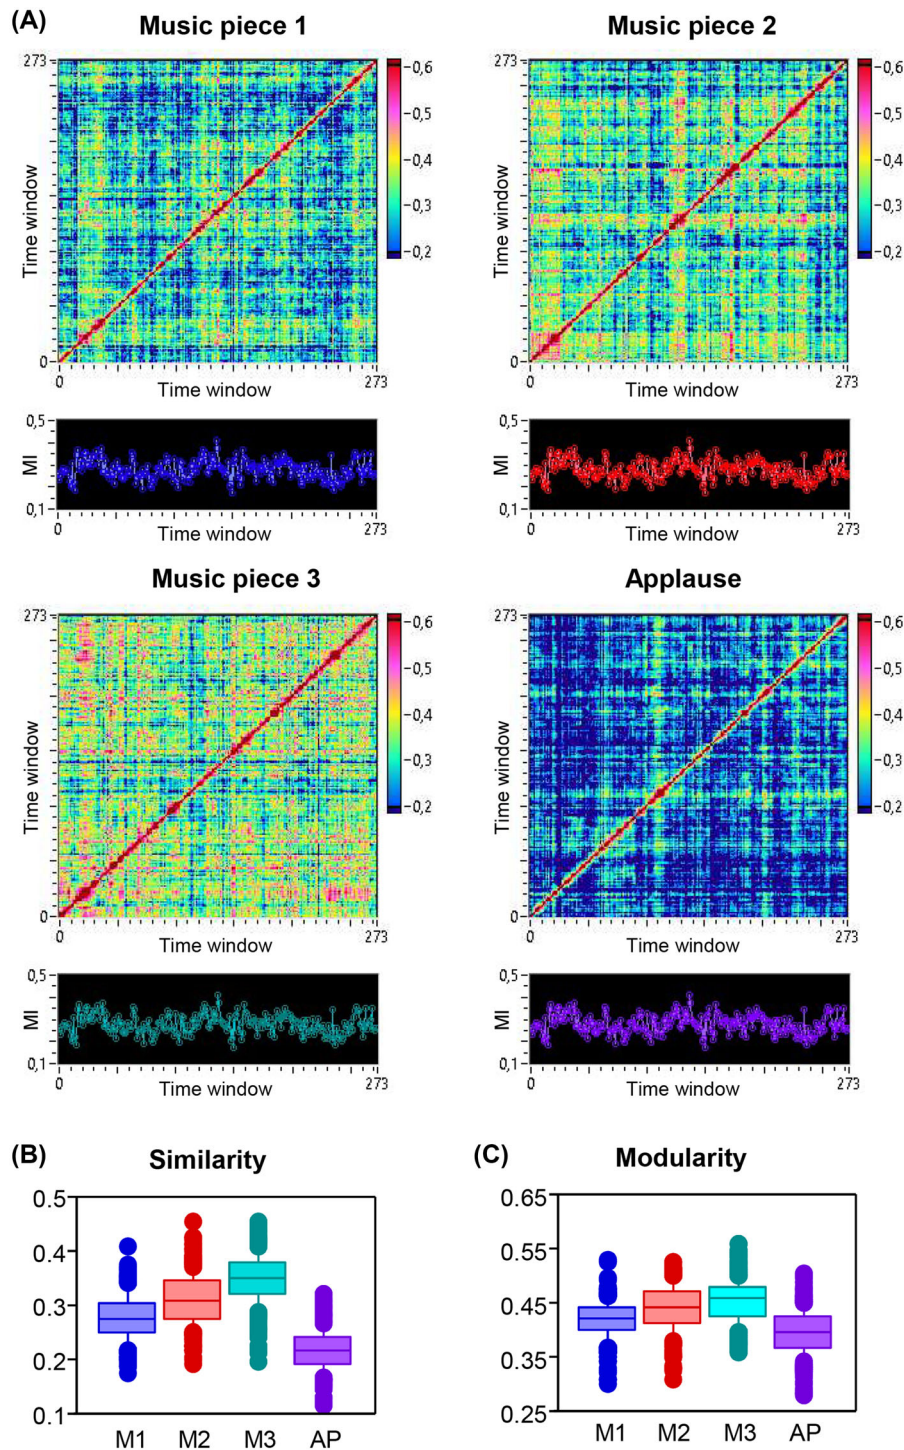 (A)
Music piece 1
Music piece 2
273
0,6
0,5
0,4
0,3
0,2
Time window
0
0
273
Time window
273
0,6
0,5
0,4
0,3
0,2
Time window
0
0
273
Time window
0,5
MI
0,1
0
273
Time window
0,5
MI
0,1
0
273
Time window
Music piece 3
Applause
273
0,6
0,5
0,4
0,3
0,2
Time window
0
0
273
Time window
273
0,6
0,5
0,4
0,3
0,2
Time window
0
0
273
Time window
0,5
MI
0,1
0
273
Time window
0,5
MI
0,1
0
273
Time window
(B)
Similarity
0.5
0.4
0.3
0.2
0.1
M1 M2 M3 AP
(C)
Modularity
0.65
0.55
0.45
0.35
0.25
M1 M2 M3 AP